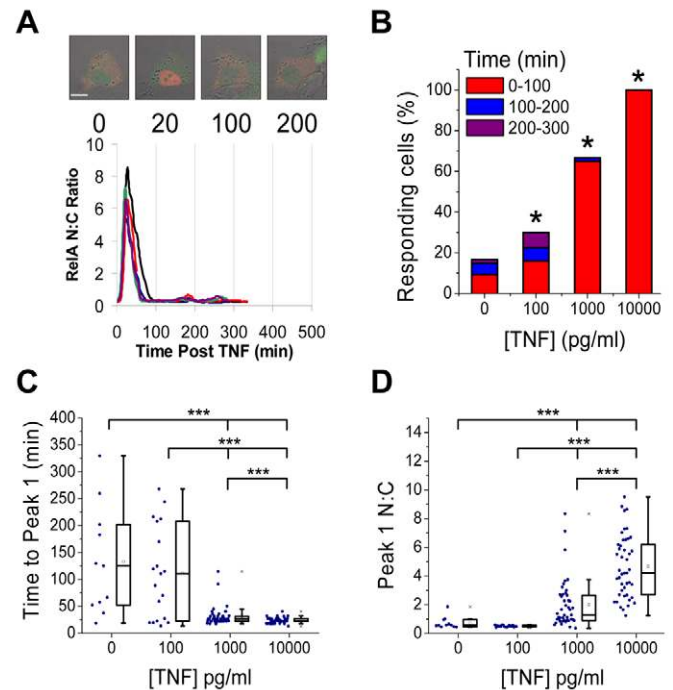 A
0 20 100 200
RelA N:C Ratio
10
8
6
4
2
0
0 100 200 300 400 500
Time Post TNF (min)
B
Time (min)
0-100
100-200
200-300
Responding cells (%)
100
80
60
40
20
0
* * *
0 100 1000 10000
[TNF] (pg/ml)
C
Time to Peak 1 (min)
400
350
300
250
200
150
100
50
0
***
***
***
0 100 1000 10000
[TNF] pg/ml
D
Peak 1 N:C
14
12
10
8
6
4
2
0
***
***
***
0 100 1000 10000
[TNF] pg/ml